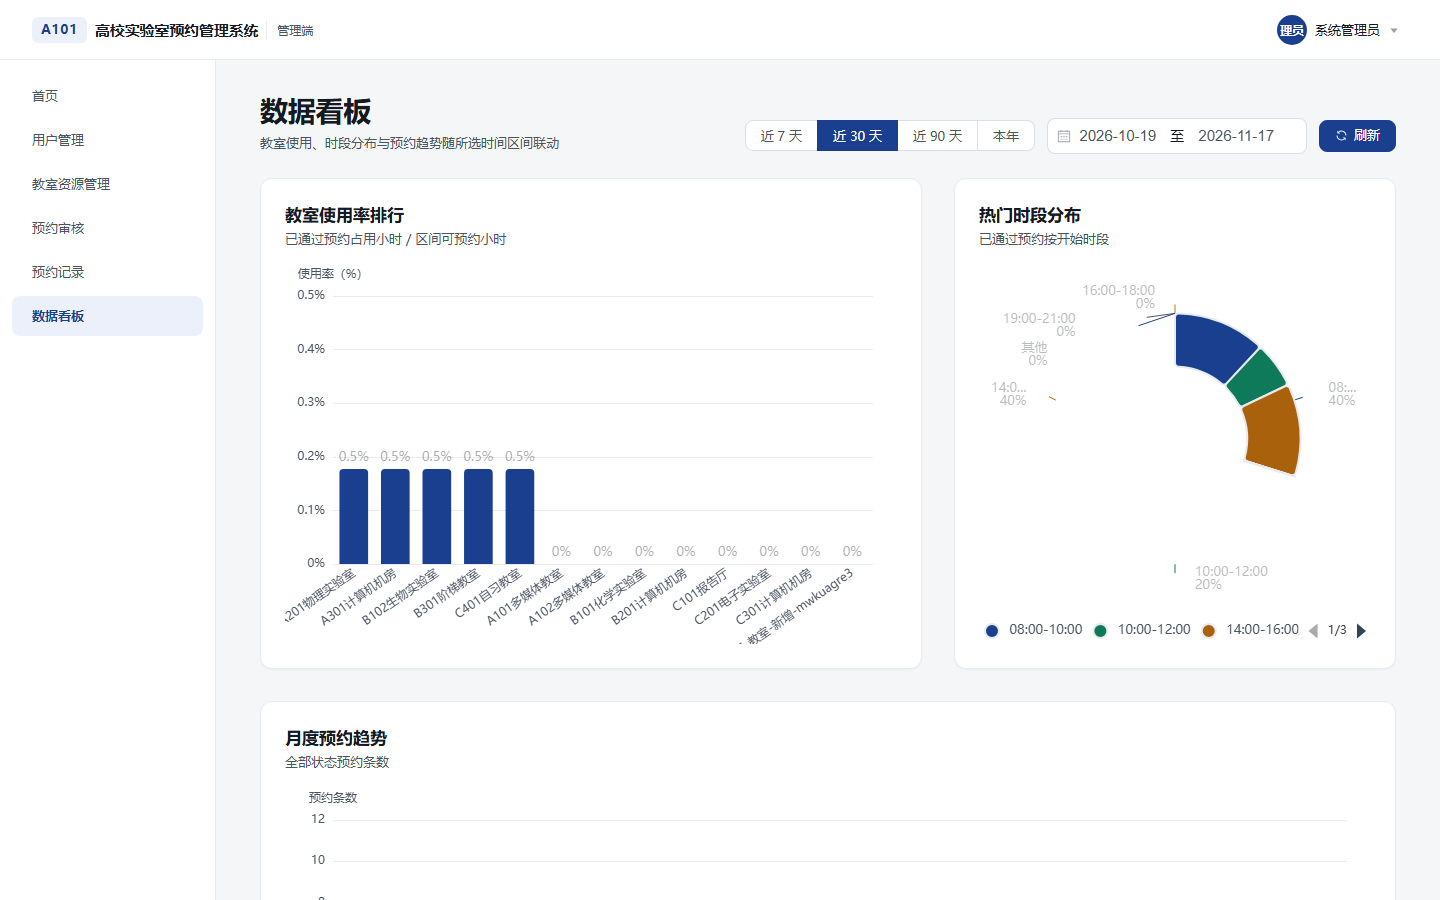 A101 高校实验室预约管理系统 管理端
理员 系统管理员
首页
用户管理
教室资源管理
预约审核
预约记录
数据看板
数据看板
教室使用、时段分布与预约趋势随所选时间区间联动
近 7 天 近 30 天 近 90 天 本年
2026-10-19 至 2026-11-17
刷新
教室使用率排行
已通过预约占用小时 / 区间可预约小时
使用率（%）
0.5%
0.4%
0.3%
0.2%
0.1%
0%
0.5% 0.5% 0.5% 0.5% 0.5% 0% 0% 0% 0% 0% 0% 0% 0%
201物理实验室
A301计算机机房
B102生物实验室
B301阶梯教室
C401自习教室
A101多媒体教室
A102多媒体教室
B101化学实验室
B201计算机机房
C101报告厅
C201电子实验室
C301计算机机房
教室-新增-mwkuagre3
热门时段分布
已通过预约按开始时段
16:00-18:00
0%
19:00-21:00
0%
其他
0%
14:0...
40%
08:...
40%
10:00-12:00
20%
08:00-10:00 10:00-12:00 14:00-16:00 1/3
月度预约趋势
全部状态预约条数
预约条数
12
10